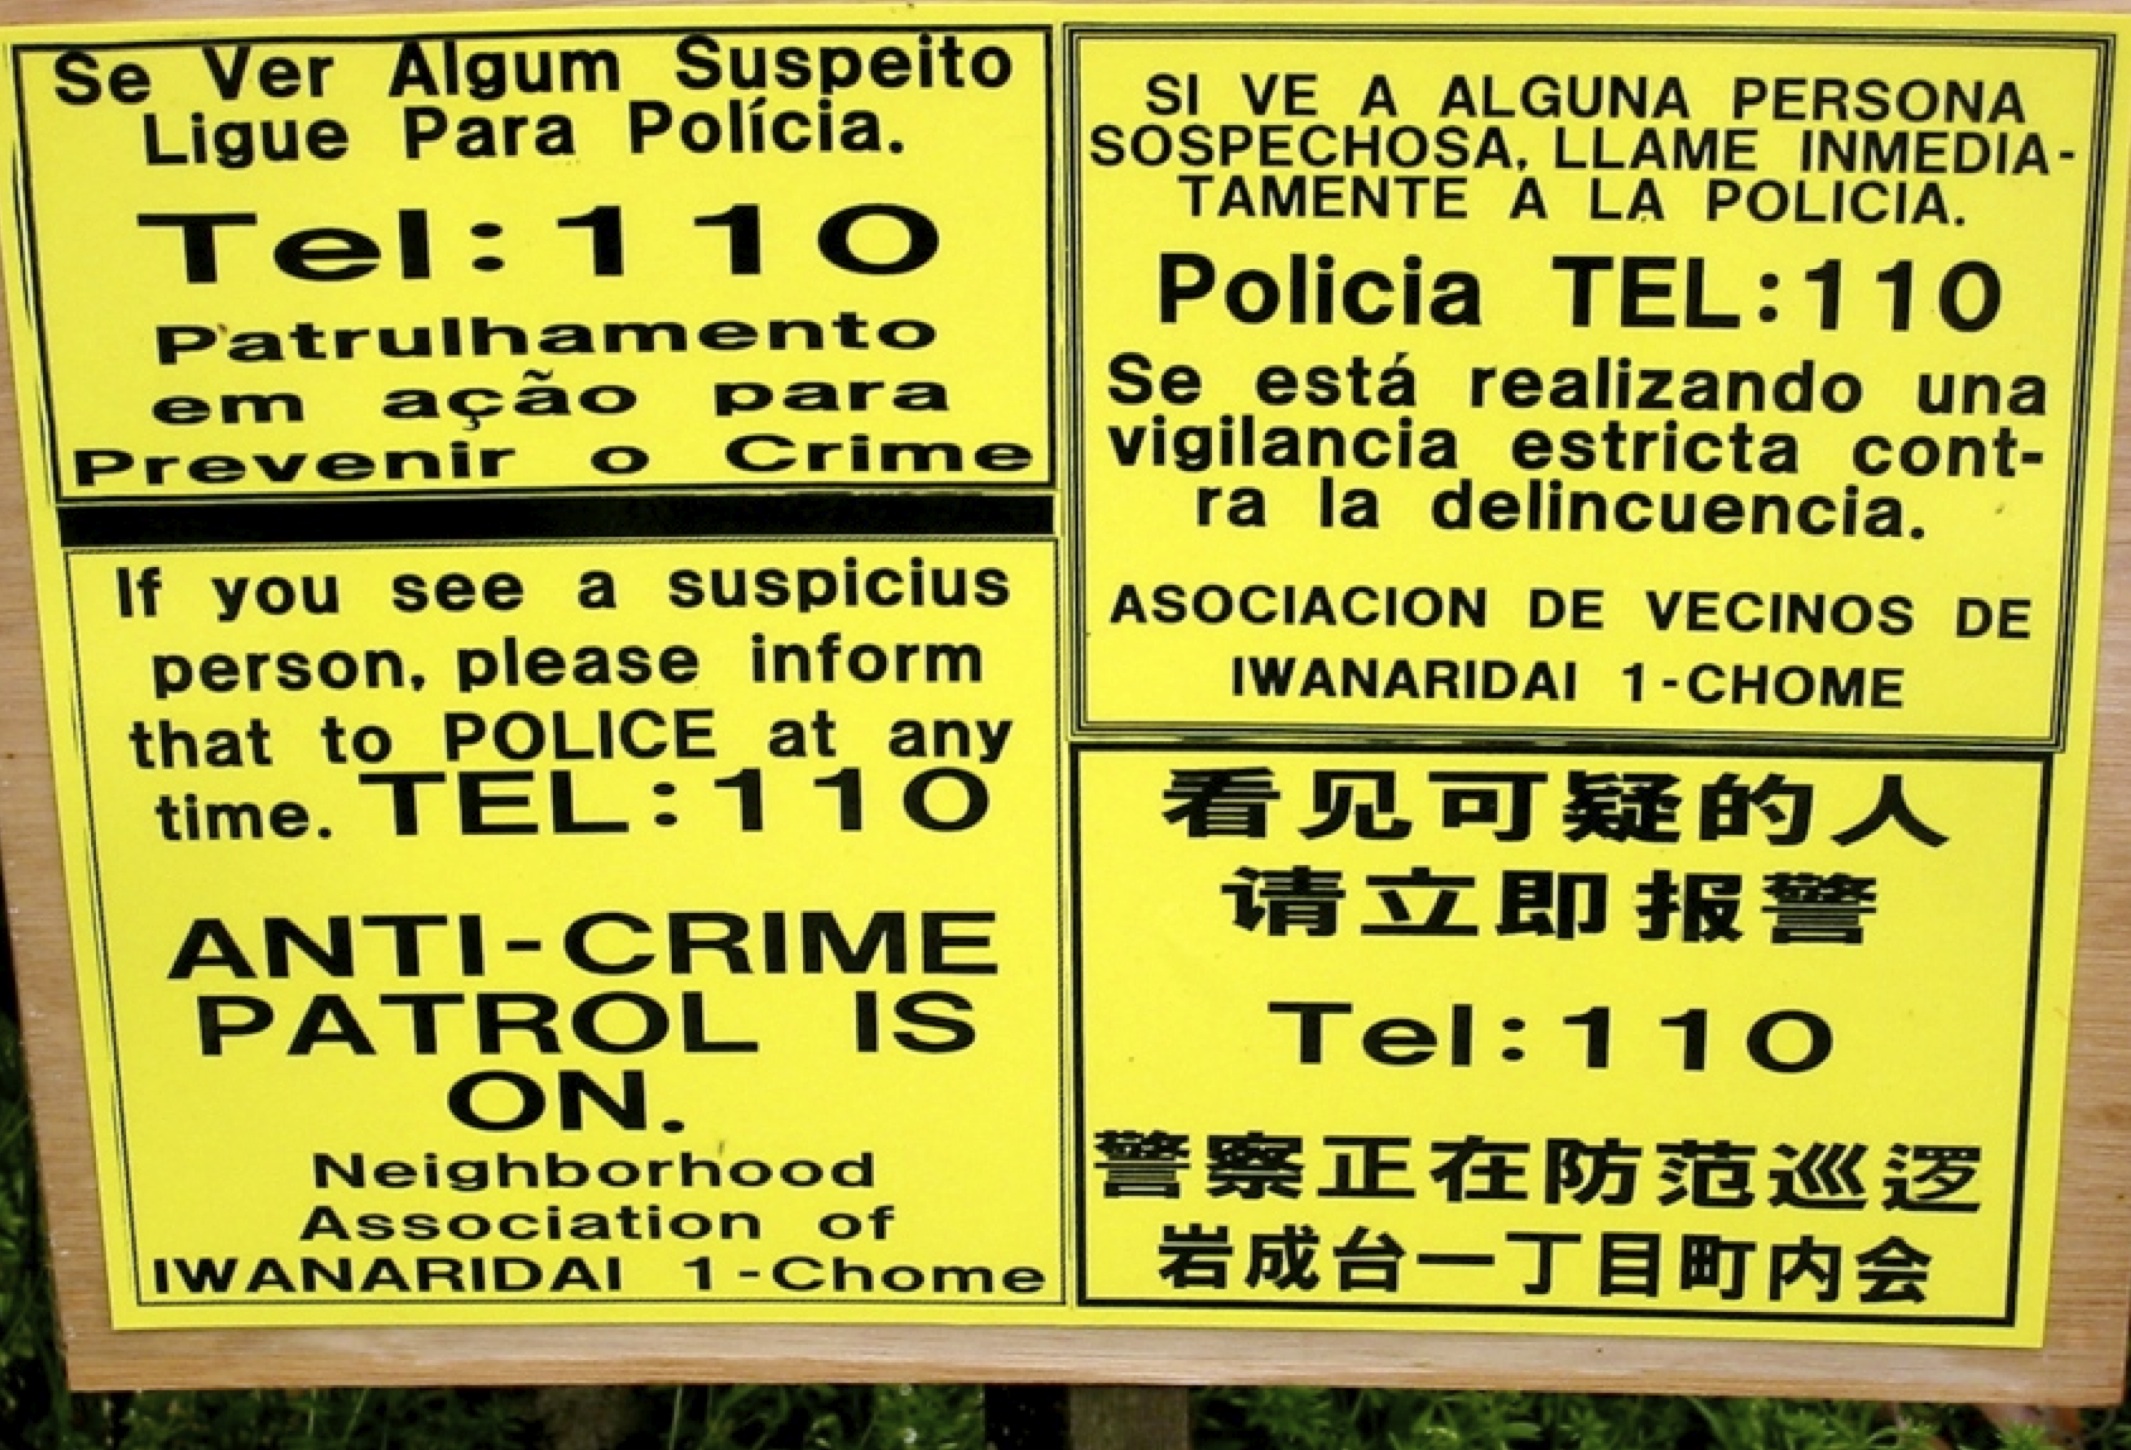 Se Ver Algum Suspeito
Ligue Para Polícia.
Tel:110
Patrulhamento
em ação para
Prevenir o Crime
If you see a suspicius
person, please inform
that to POLICE at any
time. TEL:110
ANTI-CRIME
PATROL IS
ON.
Neighborhood
Association of
IWANARIDAI 1-Chome
SI VE A ALGUNA PERSONA
SOSPECHOSA, LLAME INMEDIA-
TAMENTE A LA POLICIA.
Policia TEL:110
Se está realizando una
vigilancia estricta cont-
ra la delincuencia.
ASOCIACION DE VECINOS DE
IWANARIDAI 1-CHOME
看见可疑的人
请立即报警
Tel:110
警察正在防范巡逻
岩成台一丁目町内会